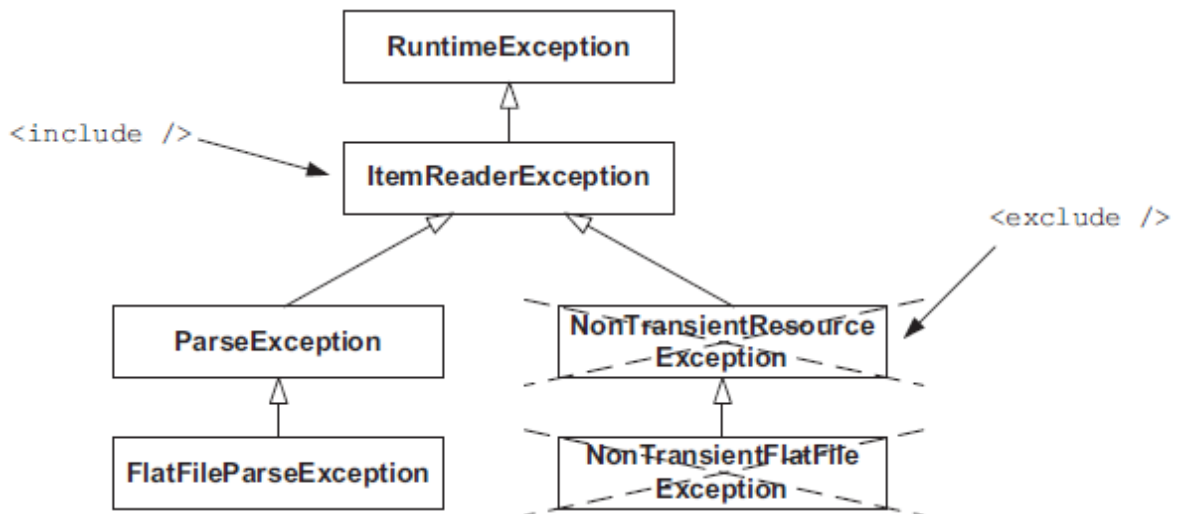 RuntimeException
<include />
ItemReaderException
<exclude />
ParseException
NonTransientResource
Exception
FlatFileParseException
NonTransientFlatFile
Exception